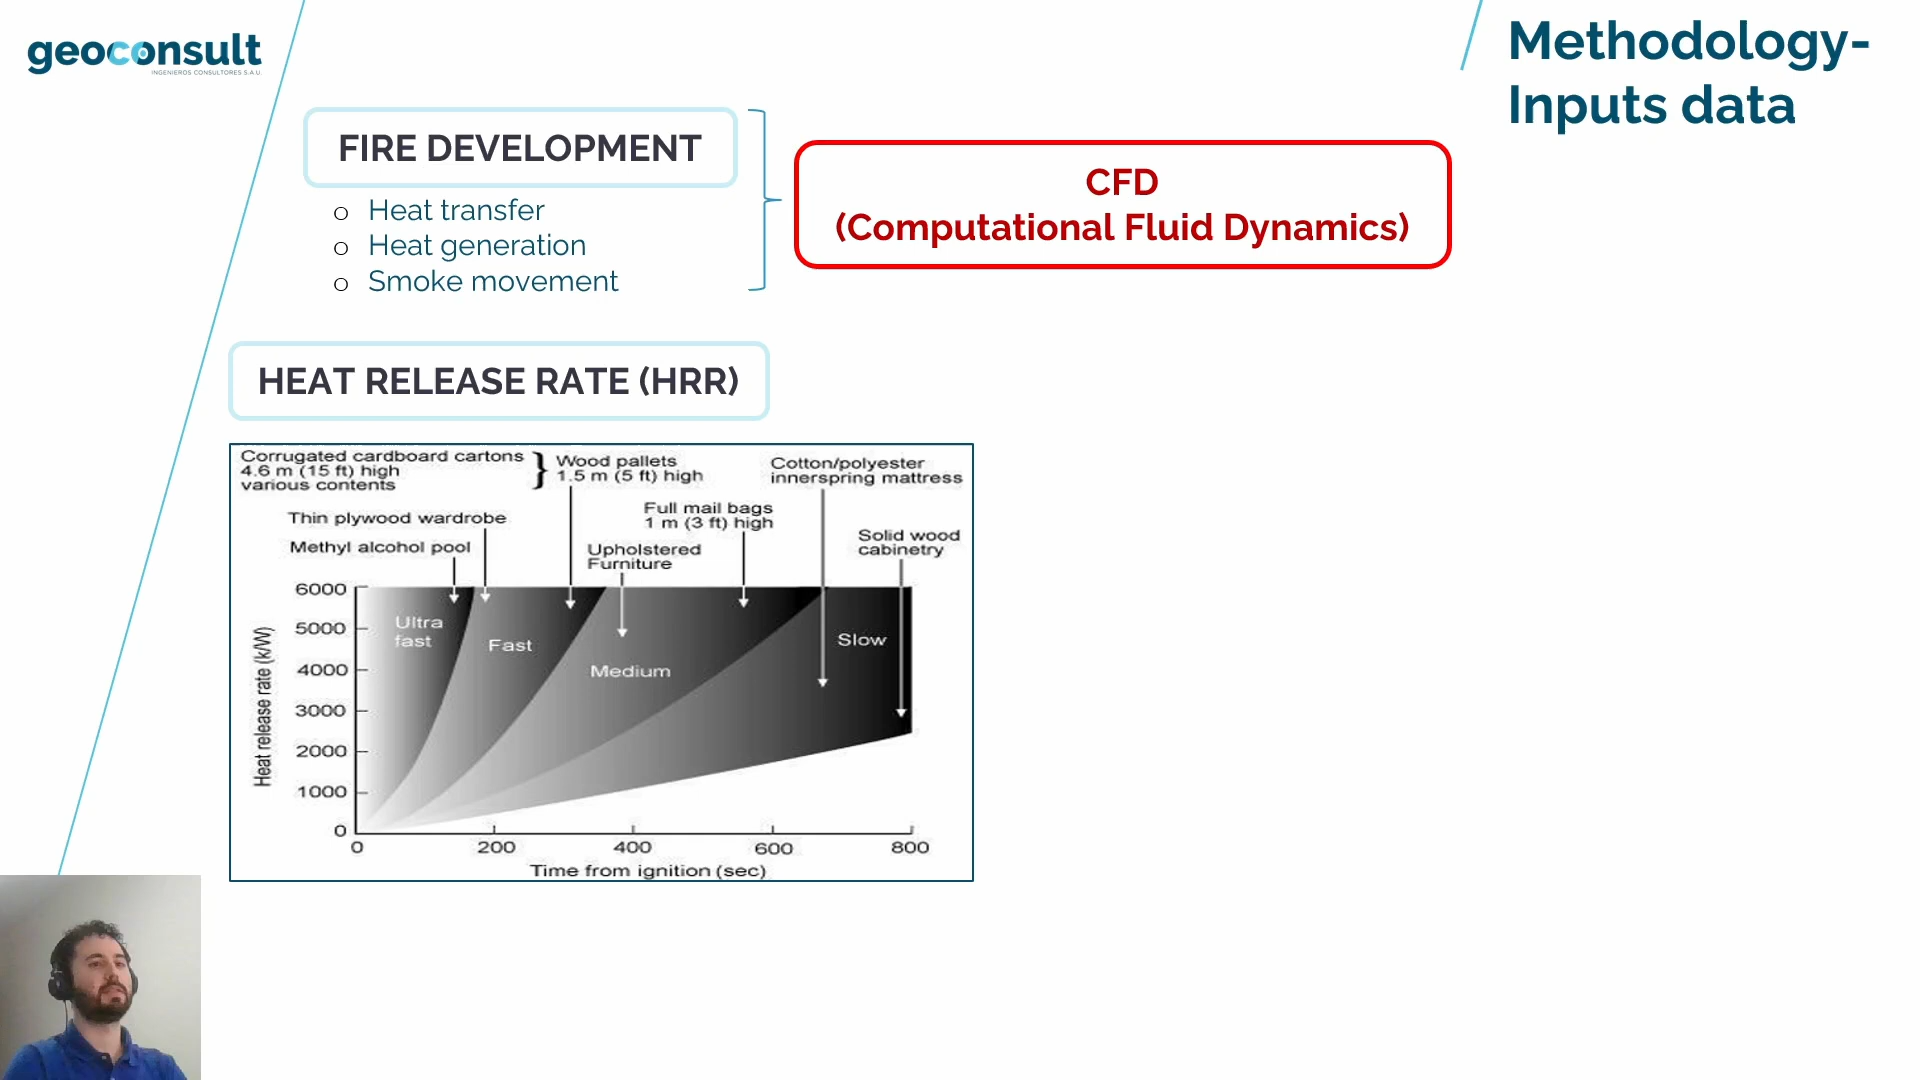 geoconsult
INGENIEROS CONSULTORES S.A.U.
Methodology-
Inputs data
FIRE DEVELOPMENT
o Heat transfer
o Heat generation
o Smoke movement
CFD
(Computational Fluid Dynamics)
HEAT RELEASE RATE (HRR)
Corrugated cardboard cartons
4.6 m (15 ft) high
various contents
Wood pallets
1.5 m (5 ft) high
Cotton/polyester
innerspring mattress
Thin plywood wardrobe
Full mail bags
1 m (3 ft) high
Methyl alcohol pool
Upholstered
Furniture
Solid wood
cabinetry
Heat release rate (k/W)
6000
5000
4000
3000
2000
1000
0
Ultra
fast
Fast
Medium
Slow
0 200 400 600 800
Time from ignition (sec)